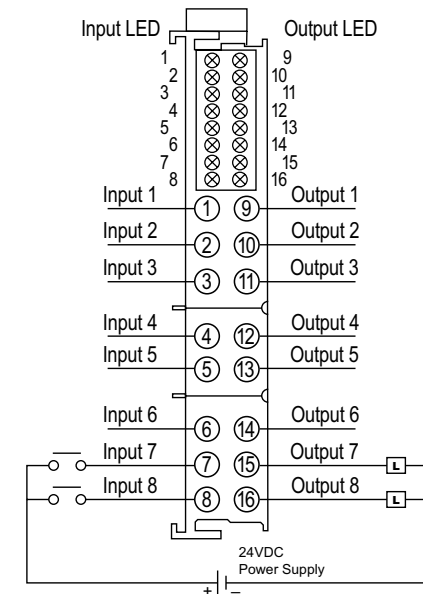 Input LED Output LED
1 9
2 10
3 11
4 12
5 13
6 14
7 15
8 16
Input 1 1 9 Output 1
Input 2 2 10 Output 2
Input 3 3 11 Output 3
Input 4 4 12 Output 4
Input 5 5 13 Output 5
Input 6 6 14 Output 6
Input 7 7 15 Output 7 L
Input 8 8 16 Output 8 L
24VDC
Power Supply
+ –